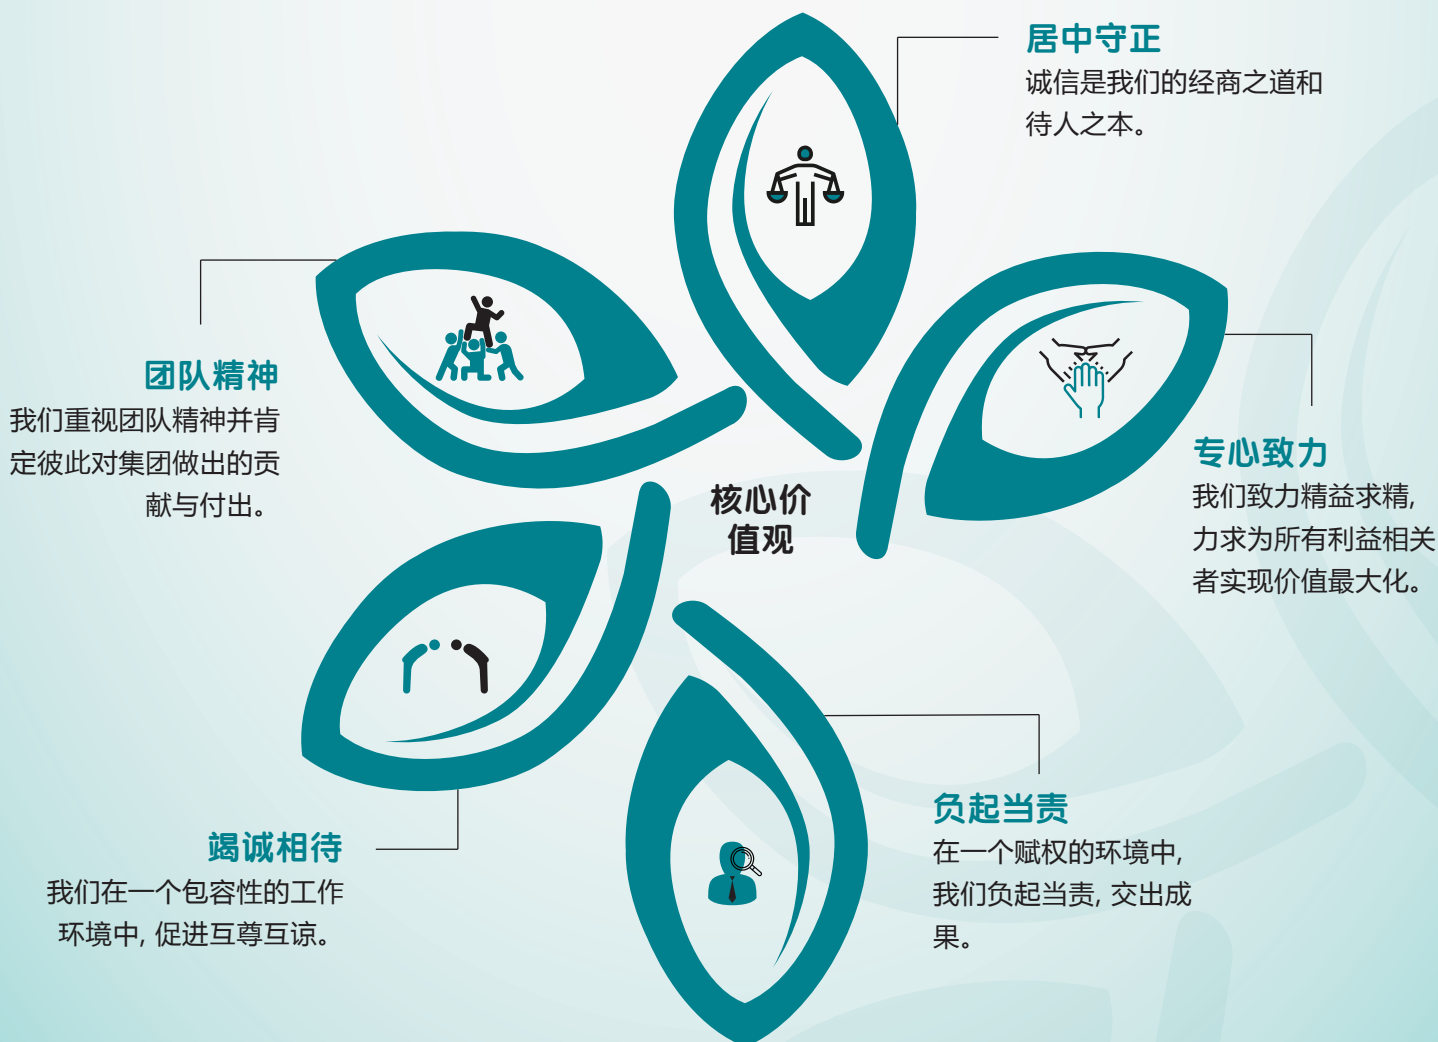 居中守正
诚信是我们的经商之道和
待人之本。
团队精神
我们重视团队精神并肯
定彼此对集团做出的贡
献与付出。
核心价
值观
专心致力
我们致力精益求精,
力求为所有利益相关
者实现价值最大化。
竭诚相待
我们在一个包容性的工作
环境中, 促进互尊互谅。
负起当责
在一个赋权的环境中,
我们负起当责, 交出成
果。